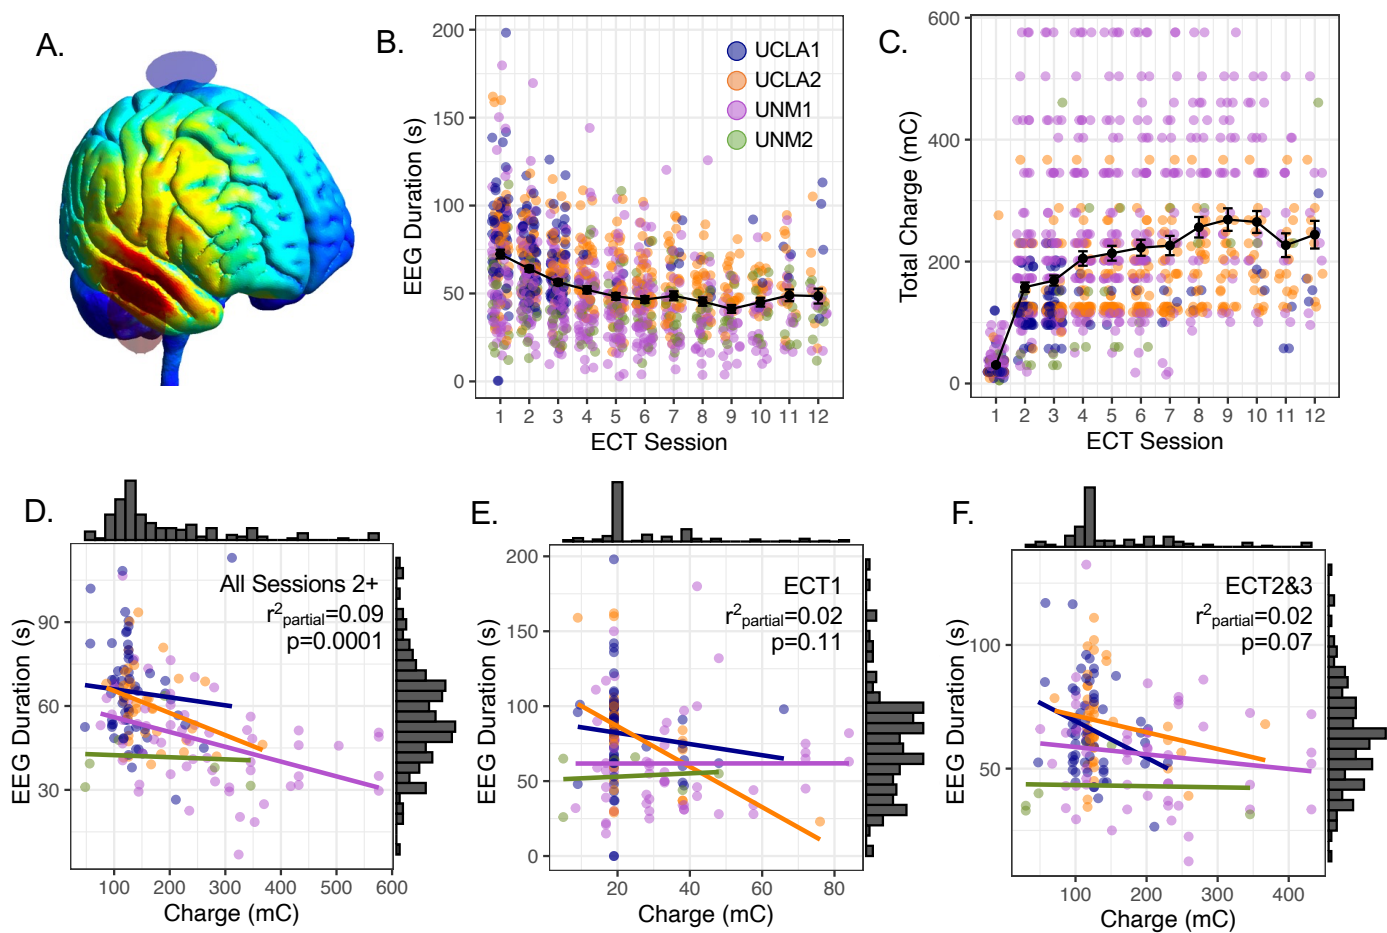 A.
B.
EEG Duration (s)
200
150
100
50
0
UCLA1
UCLA2
UNM1
UNM2
1 2 3 4 5 6 7 8 9 10 11 12
ECT Session
C.
Total Charge (mC)
600
400
200
0
1 2 3 4 5 6 7 8 9 10 11 12
ECT Session
D.
EEG Duration (s)
90
60
30
All Sessions 2+
r²partial=0.09
p=0.0001
100 200 300 400 500 600
Charge (mC)
E.
EEG Duration (s)
200
150
100
50
0
ECT1
r²partial=0.02
p=0.11
20 40 60 80
Charge (mC)
F.
EEG Duration (s)
100
50
ECT2&3
r²partial=0.02
p=0.07
100 200 300 400
Charge (mC)